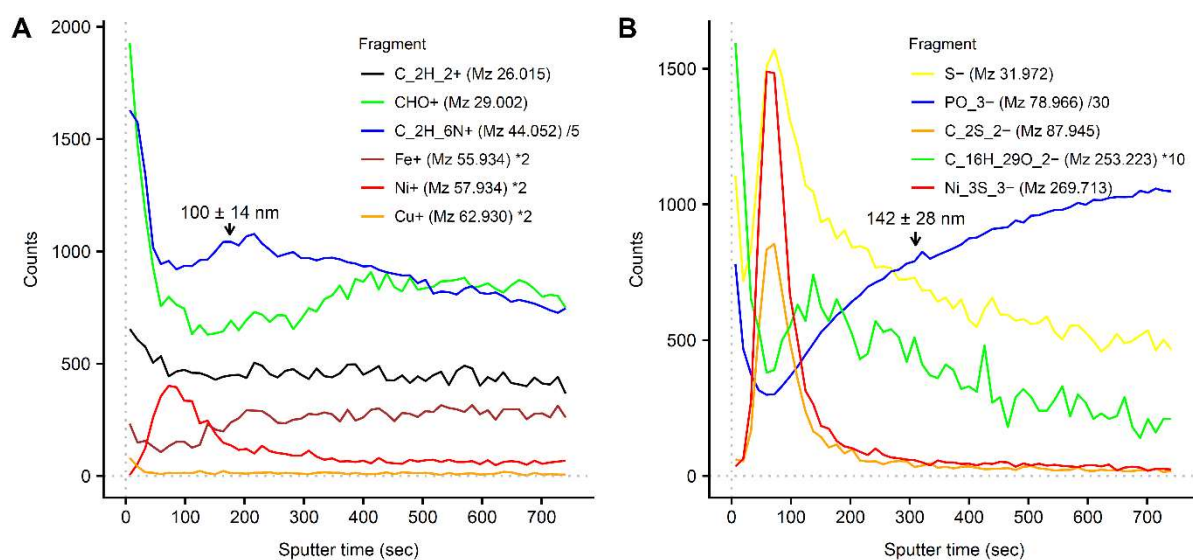 A
Fragment
C_2H_2+ (Mz 26.015)
CHO+ (Mz 29.002)
C_2H_6N+ (Mz 44.052) /5
Fe+ (Mz 55.934) *2
Ni+ (Mz 57.934) *2
Cu+ (Mz 62.930) *2
100 ± 14 nm
Counts
2000
1500
1000
500
0
0 100 200 300 400 500 600 700
Sputter time (sec)
B
Fragment
S− (Mz 31.972)
PO_3− (Mz 78.966) /30
C_2S_2− (Mz 87.945)
C_16H_29O_2− (Mz 253.223) *10
Ni_3S_3− (Mz 269.713)
142 ± 28 nm
Counts
1500
1000
500
0
0 100 200 300 400 500 600 700
Sputter time (sec)